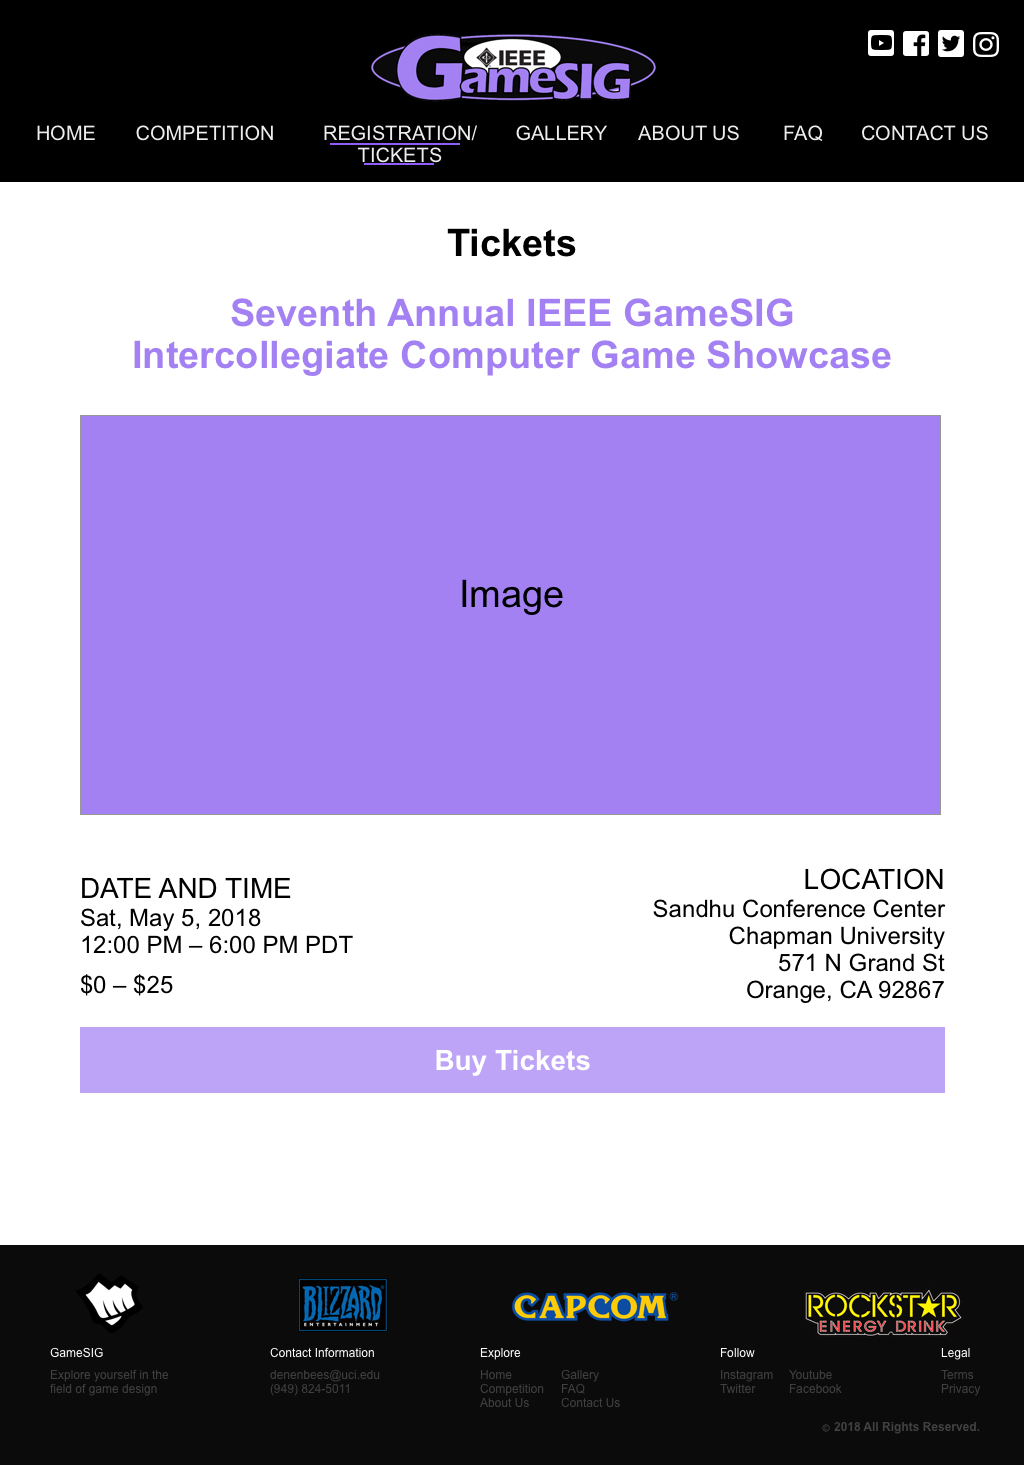 IEEE
GameSIG
HOME COMPETITION REGISTRATION/ GALLERY ABOUT US FAQ CONTACT US
TICKETS
Tickets
Seventh Annual IEEE GameSIG
Intercollegiate Computer Game Showcase
Image
DATE AND TIME
Sat, May 5, 2018
12:00 PM – 6:00 PM PDT
$0 – $25
LOCATION
Sandhu Conference Center
Chapman University
571 N Grand St
Orange, CA 92867
Buy Tickets
BLIZZARD
ENTERTAINMENT
CAPCOM®
ROCKSTAR
ENERGY DRINK
GameSIG
Explore yourself in the
field of game design
Contact Information
denenbees@uci.edu
(949) 824-5011
Explore
Home Gallery
Competition FAQ
About Us Contact Us
Follow
Instagram Youtube
Twitter Facebook
Legal
Terms
Privacy
© 2018 All Rights Reserved.